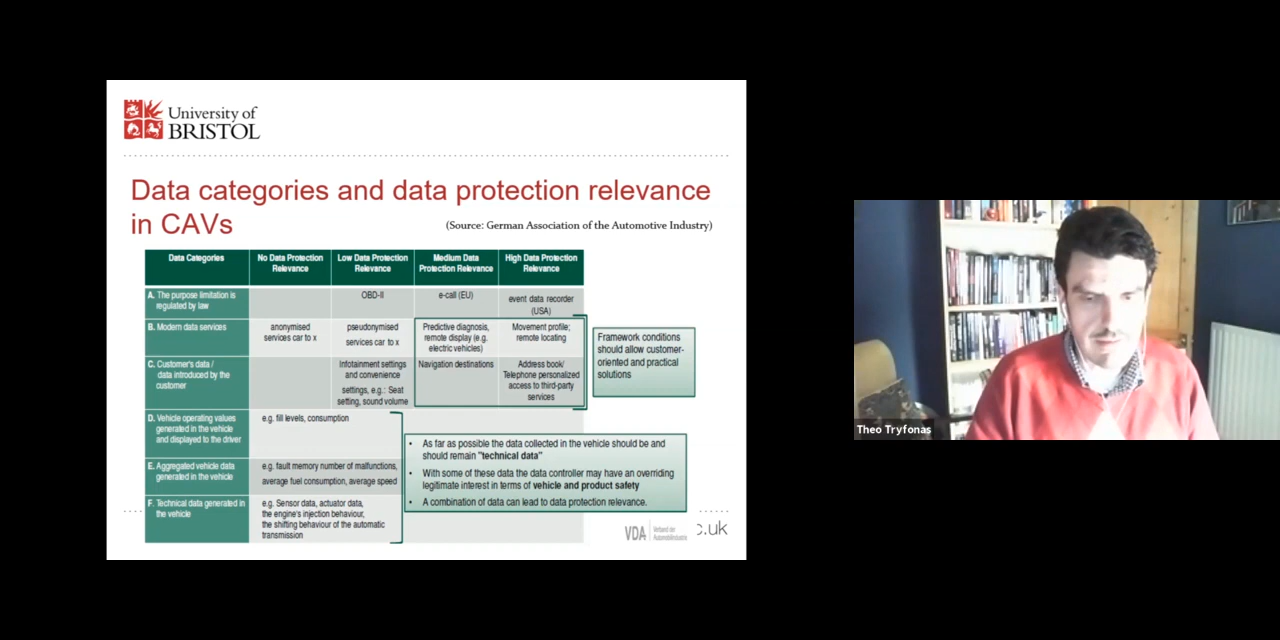 University of
BRISTOL
Data categories and data protection relevance
in CAVs
(Source: German Association of the Automotive Industry)
Data Categories
No Data Protection
Relevance
Low Data Protection
Relevance
Medium Data
Protection Relevance
High Data Protection
Relevance
A. The purpose limitation is
regulated by law
OBD-II
e-call (EU)
event data recorder
(USA)
B. Modern data services
anonymised
services car to x
pseudonymised
services car to x
Predictive diagnosis,
remote display (e.g.
electric vehicles)
Movement profile;
remote locating
Framework conditions
should allow customer-
oriented and practical
solutions
C. Customer's data /
data introduced by the
customer
Infotainment settings
and convenience
settings, e.g.: Seat
setting, sound volume
Navigation destinations
Address book/
Telephone personalized
access to third-party
services
D. Vehicle operating values
generated in the vehicle
and displayed to the driver
e.g. fill levels, consumption
E. Aggregated vehicle data
generated in the vehicle
e.g. fault memory number of malfunctions,
average fuel consumption, average speed
F. Technical data generated in
the vehicle
e.g. Sensor data, actuator data,
the engine's injection behaviour,
the shifting behaviour of the automatic
transmission
• As far as possible the data collected in the vehicle should be and
should remain "technical data"
• With some of these data the data controller may have an overriding
legitimate interest in terms of vehicle and product safety
• A combination of data can lead to data protection relevance.
VDA
Verband der
Automobilindustrie
c.uk
Theo Tryfonas